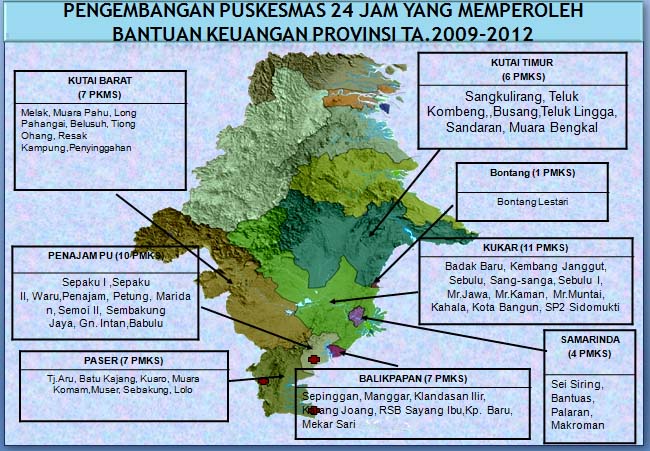 PENGEMBANGAN PUSKESMAS 24 JAM YANG MEMPEROLEH
BANTUAN KEUANGAN PROVINSI TA.2009-2012
KUTAI BARAT
(7 PKMS)
Melak, Muara Pahu, Long
Pahangai, Belusuh, Tiong
Ohang, Resak
Kampung,Penyinggahan
KUTAI TIMUR
(6 PMKS)
Sangkulirang, Teluk
Kombeng,,Busang,Teluk Lingga,
Sandaran, Muara Bengkal
Bontang (1 PMKS)
Bontang Lestari
PENAJAM PU (10 PMKS)
Sepaku I ,Sepaku
II, Waru,Penajam, Petung, Marida
n, Semoi II, Sembakung
Jaya, Gn. Intan,Babulu
KUKAR (11 PMKS)
Badak Baru, Kembang Janggut,
Sebulu, Sang-sanga, Sebulu I,
Mr.Jawa, Mr.Kaman, Mr.Muntai,
Kahala, Kota Bangun, SP2 Sidomukti
SAMARINDA
(4 PMKS)
Sei Siring,
Bantuas,
Palaran,
Makroman
PASER (7 PMKS)
Tj.Aru, Batu Kajang, Kuaro, Muara
Komam,Muser, Sebakung, Lolo
BALIKPAPAN (7 PMKS)
Sepinggan, Manggar, Klandasan Ilir,
Karang Joang, RSB Sayang Ibu,Kp. Baru,
Mekar Sari